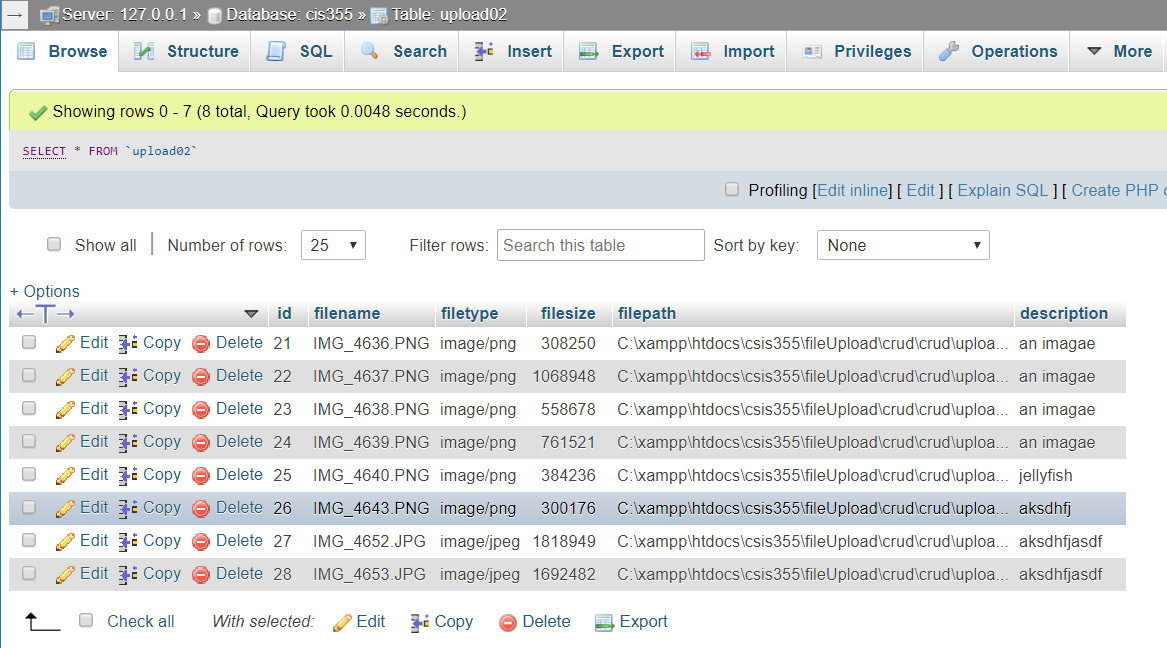 Server: 127.0.0.1 » Database: cis355 » Table: upload02
Browse Structure SQL Search Insert Export Import Privileges Operations More
Showing rows 0 - 7 (8 total, Query took 0.0048 seconds.)
SELECT * FROM `upload02`
Profiling [Edit inline] [ Edit ] [ Explain SQL ] [ Create PHP
Show all Number of rows: 25 Filter rows: Search this table Sort by key: None
+ Options
id filename filetype filesize filepath description
Edit Copy Delete 21 IMG_4636.PNG image/png 308250 C:\xampp\htdocs\csis355\fileUpload\crud\crud\uploa... an imagae
Edit Copy Delete 22 IMG_4637.PNG image/png 1068948 C:\xampp\htdocs\csis355\fileUpload\crud\crud\uploa... an imagae
Edit Copy Delete 23 IMG_4638.PNG image/png 558678 C:\xampp\htdocs\csis355\fileUpload\crud\crud\uploa... an imagae
Edit Copy Delete 24 IMG_4639.PNG image/png 761521 C:\xampp\htdocs\csis355\fileUpload\crud\crud\uploa... an imagae
Edit Copy Delete 25 IMG_4640.PNG image/png 384236 C:\xampp\htdocs\csis355\fileUpload\crud\crud\uploa... jellyfish
Edit Copy Delete 26 IMG_4643.PNG image/png 300176 C:\xampp\htdocs\csis355\fileUpload\crud\crud\uploa... aksdhfj
Edit Copy Delete 27 IMG_4652.JPG image/jpeg 1818949 C:\xampp\htdocs\csis355\fileUpload\crud\crud\uploa... aksdhfjasdf
Edit Copy Delete 28 IMG_4653.JPG image/jpeg 1692482 C:\xampp\htdocs\csis355\fileUpload\crud\crud\uploa... aksdhfjasdf
Check all With selected: Edit Copy Delete Export